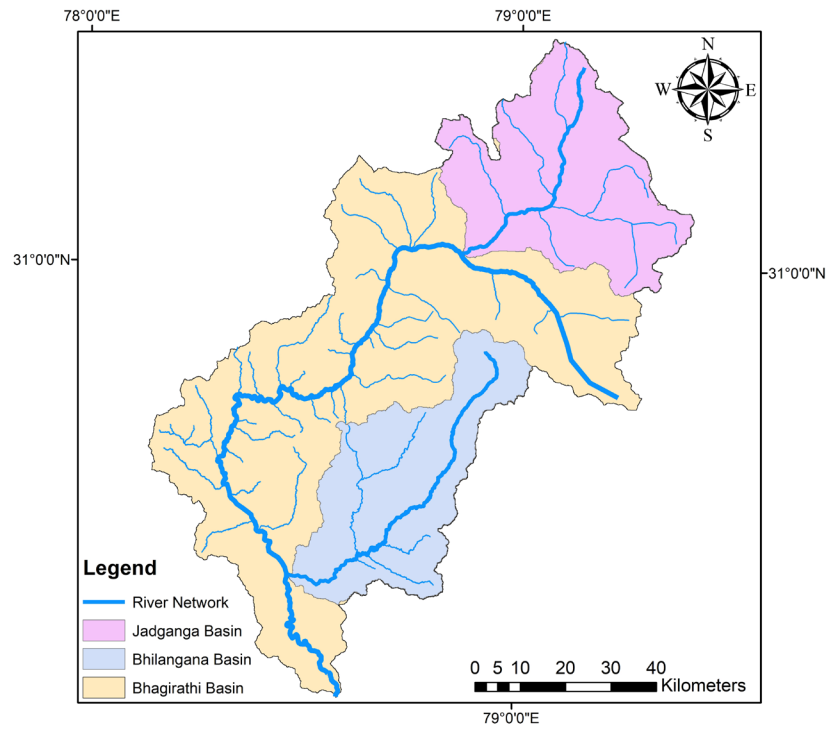 78°0'0"E 79°0'0"E
N
W E
S
31°0'0"N 31°0'0"N
Legend
River Network
Jadganga Basin
Bhilangana Basin
Bhagirathi Basin
0 5 10 20 30 40
Kilometers
79°0'0"E